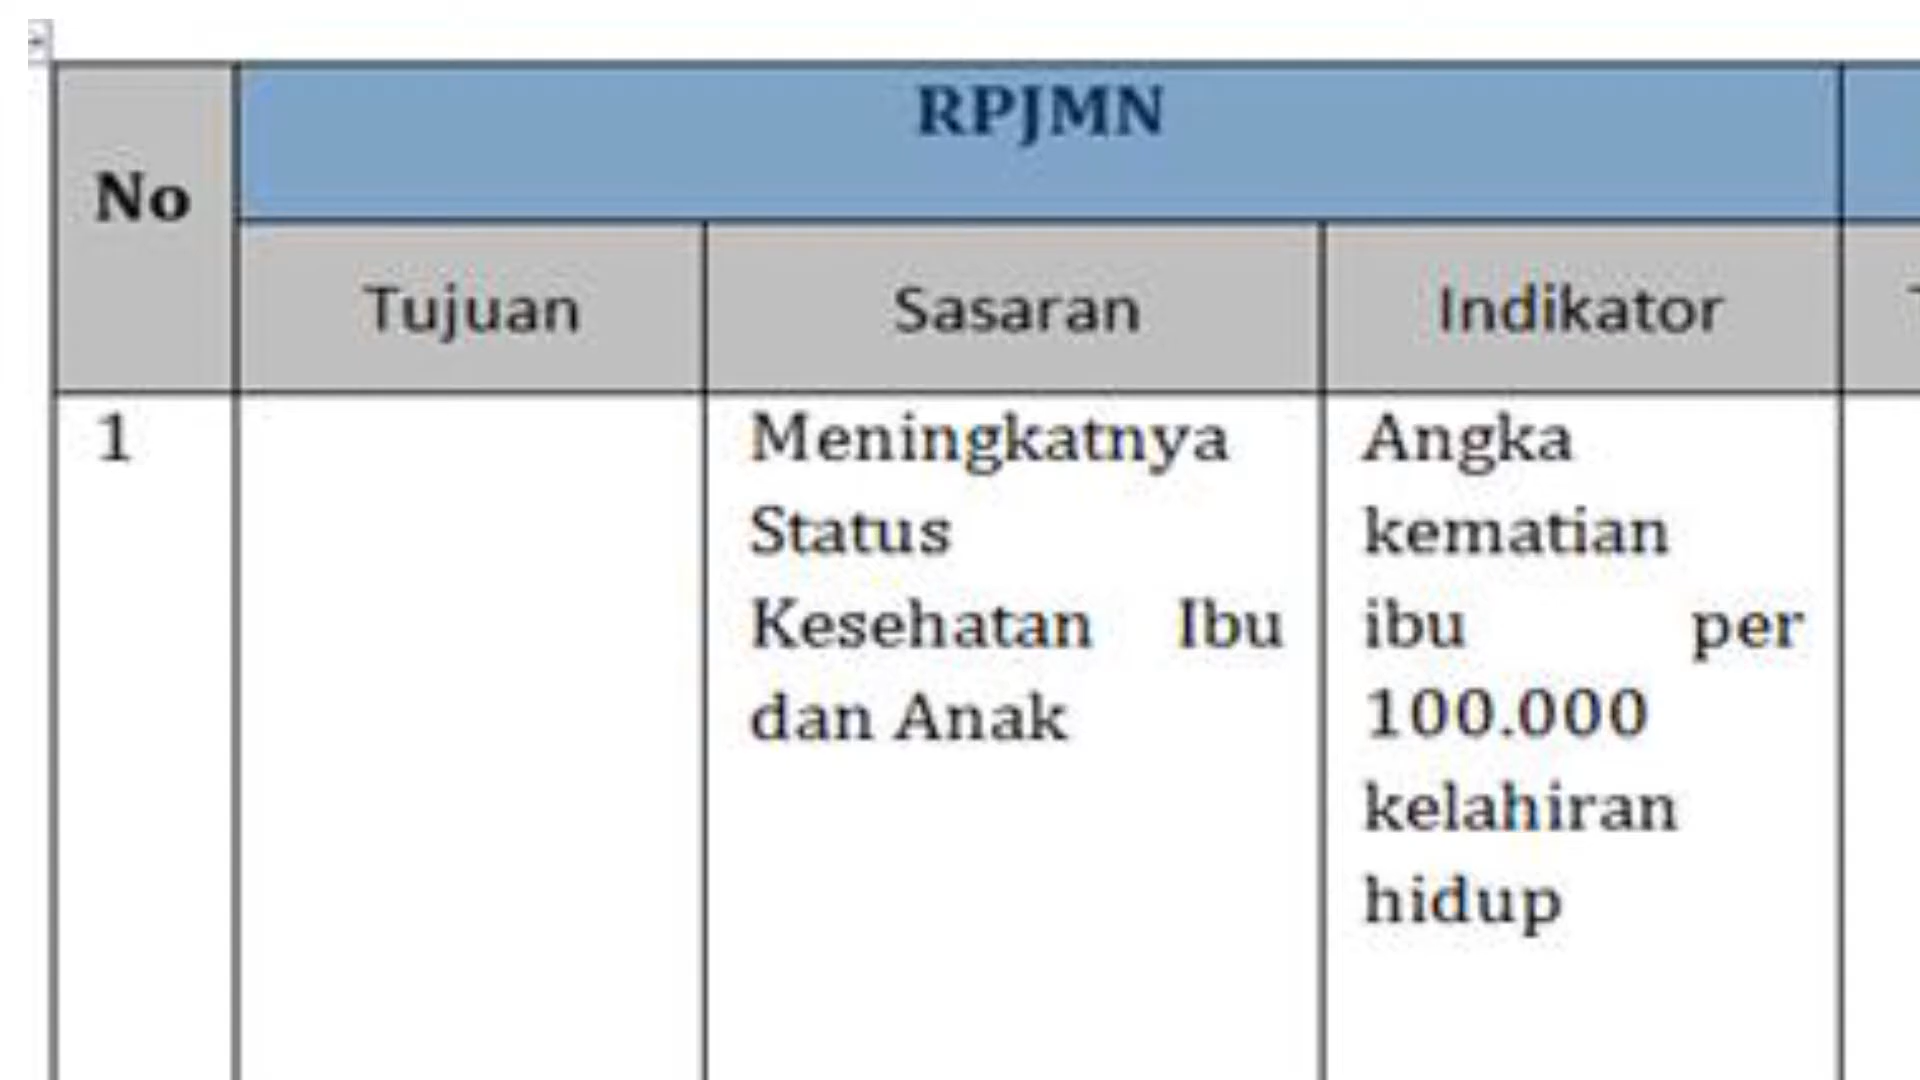 RPJMN
No
Tujuan
Sasaran
Indikator
1
Meningkatnya
Status
Kesehatan Ibu
dan Anak
Angka
kematian
ibu per
100.000
kelahiran
hidup